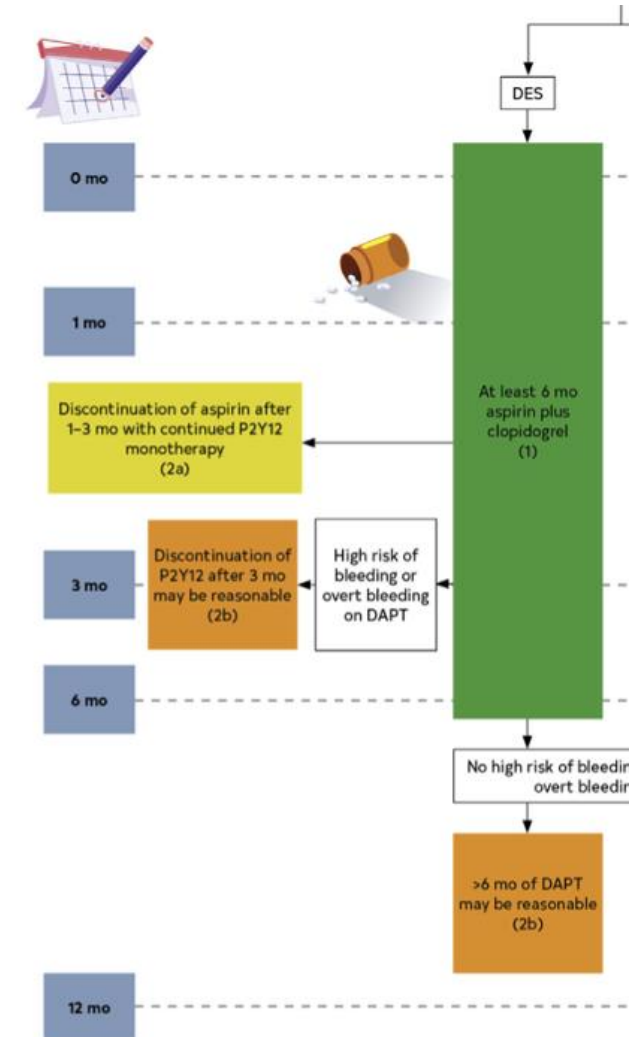 DES
0 mo
1 mo
At least 6 mo
aspirin plus
clopidogrel
(1)
Discontinuation of aspirin after
1–3 mo with continued P2Y12
monotherapy
(2a)
3 mo
Discontinuation of
P2Y12 after 3 mo
may be reasonable
(2b)
High risk of
bleeding or
overt bleeding
on DAPT
6 mo
No high risk of
overt
>6 mo of DAPT
may be reasonable
(2b)
12 mo